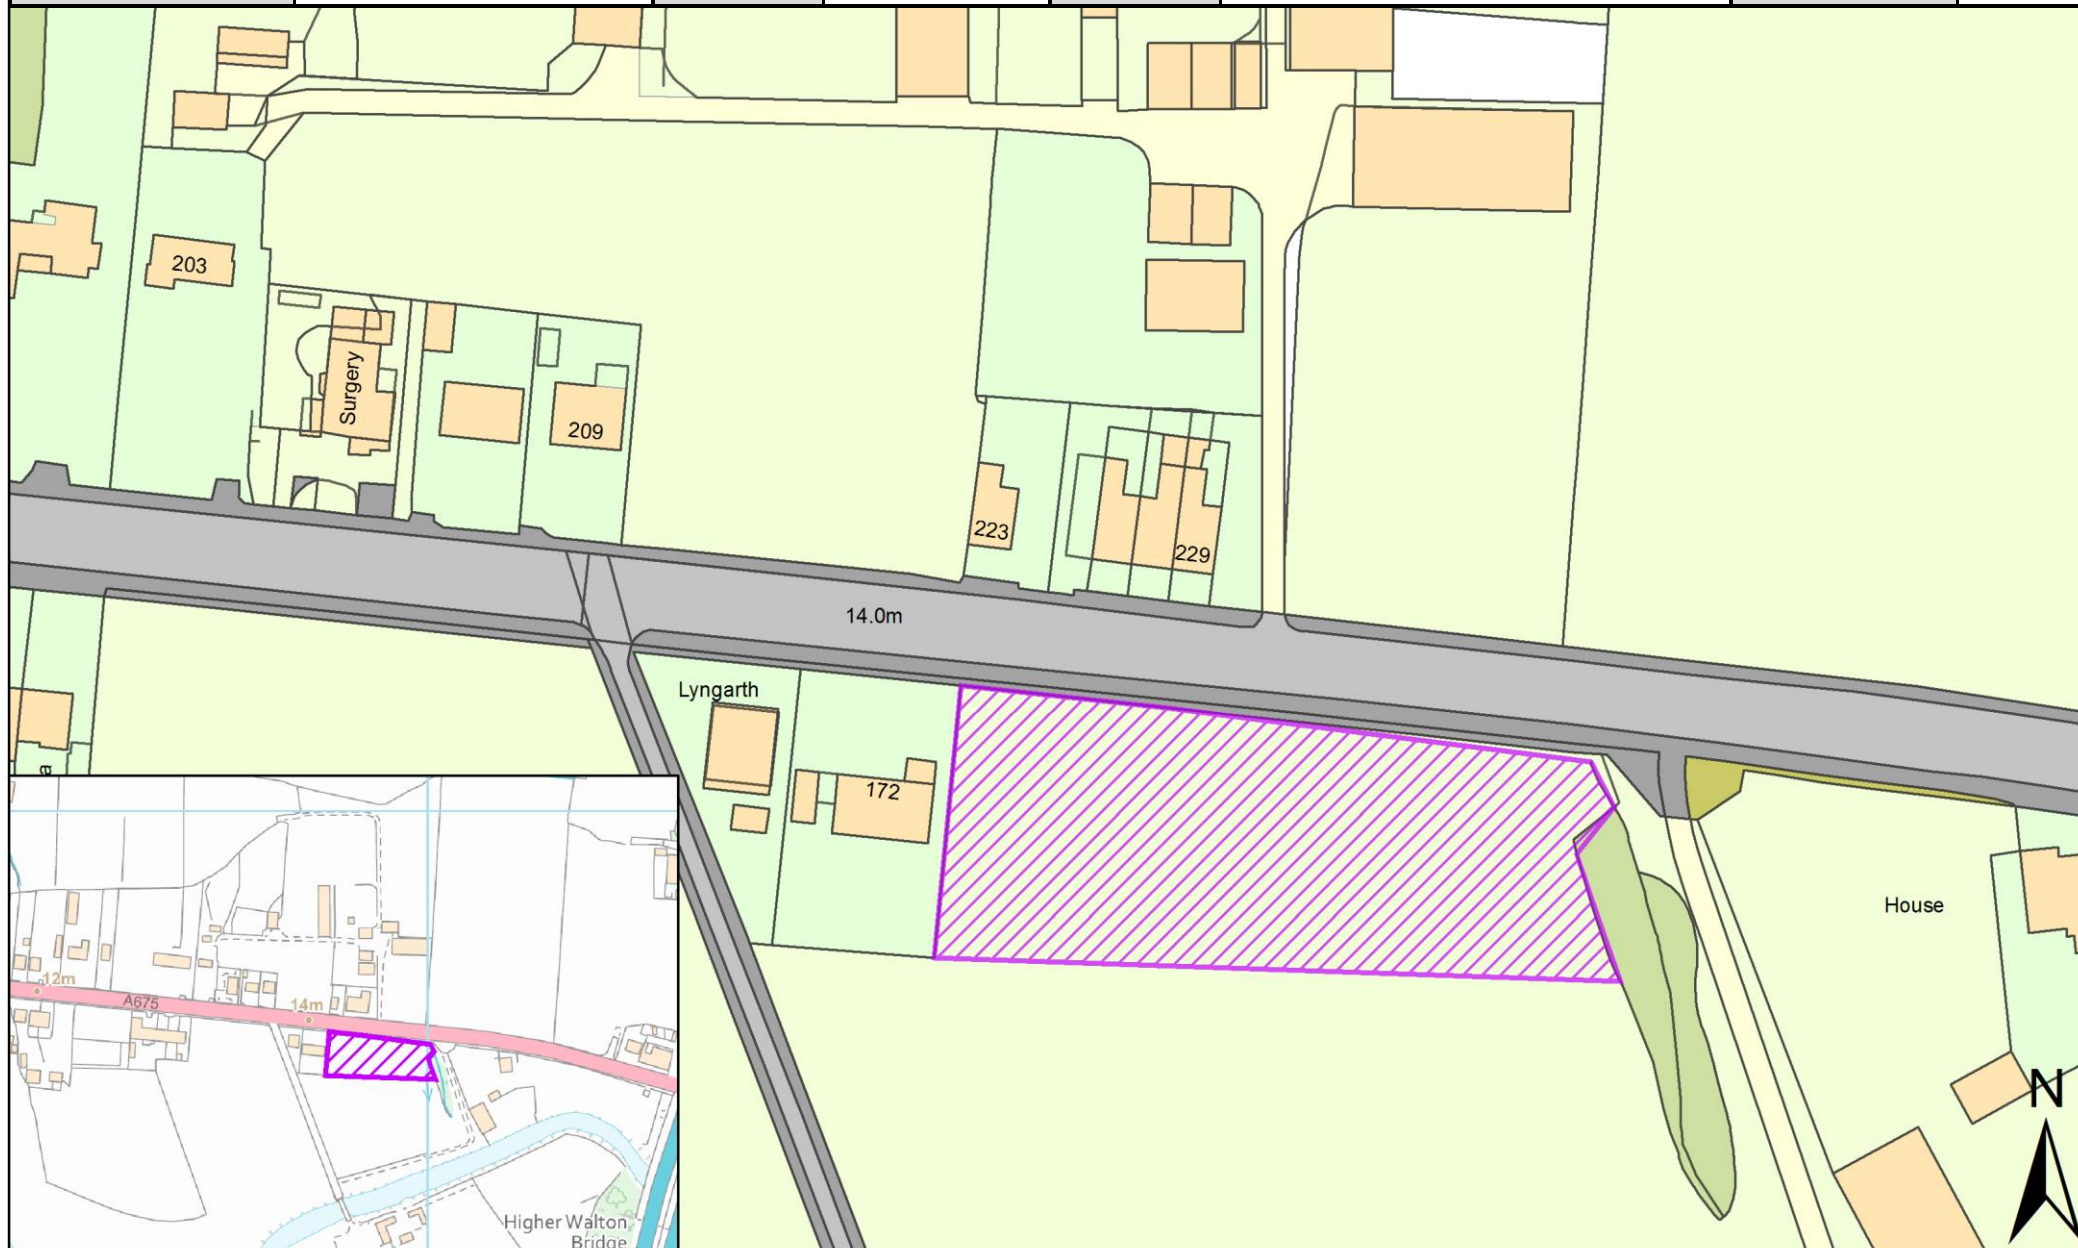 203
Surgery
209
223
229
14.0m
Lyngarth
172
House
a
12m
A675
14m
Higher Walton
Bridge
N